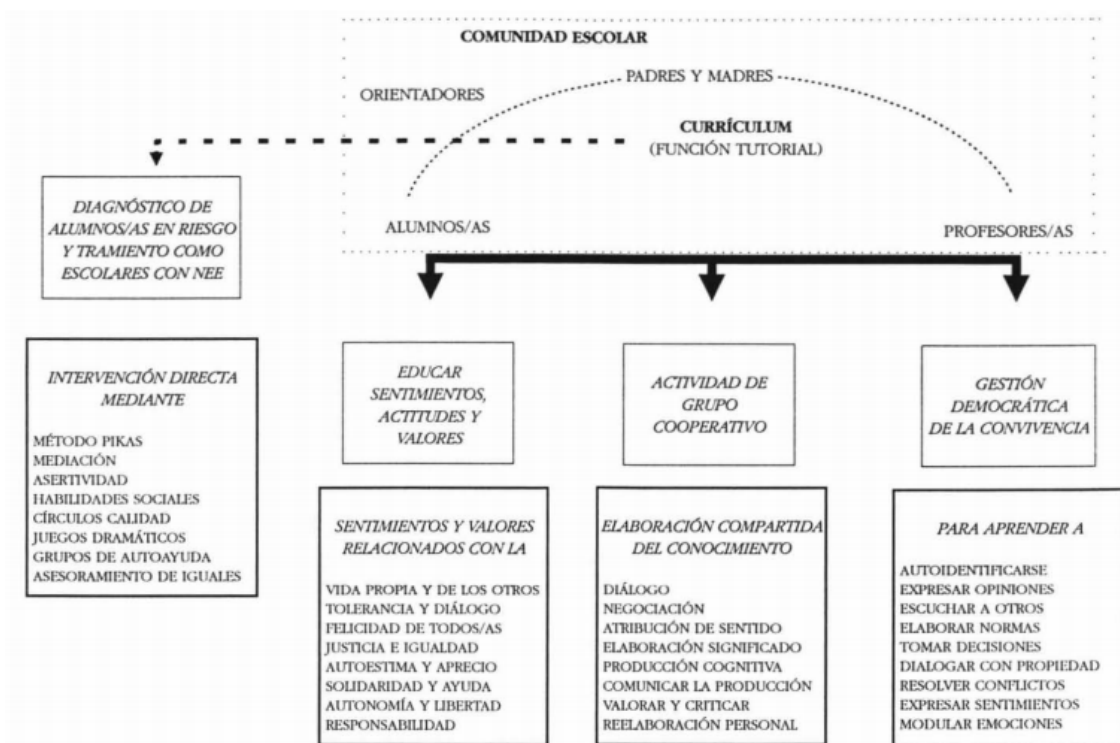 COMUNIDAD ESCOLAR
PADRES Y MADRES
ORIENTADORES
CURRÍCULUM
(FUNCIÓN TUTORIAL)
ALUMNOS/AS
PROFESORES/AS
DIAGNÓSTICO DE
ALUMNOS/AS EN RIESGO
Y TRAMIENTO COMO
ESCOLARES CON NEE
INTERVENCIÓN DIRECTA
MEDIANTE
MÉTODO PIKAS
MEDIACIÓN
ASERTIVIDAD
HABILIDADES SOCIALES
CÍRCULOS CALIDAD
JUEGOS DRAMÁTICOS
GRUPOS DE AUTOAYUDA
ASESORAMIENTO DE IGUALES
EDUCAR
SENTIMIENTOS,
ACTITUDES Y
VALORES
SENTIMIENTOS Y VALORES
RELACIONADOS CON LA
VIDA PROPIA Y DE LOS OTROS
TOLERANCIA Y DIÁLOGO
FELICIDAD DE TODOS/AS
JUSTICIA E IGUALDAD
AUTOESTIMA Y APRECIO
SOLIDARIDAD Y AYUDA
AUTONOMÍA Y LIBERTAD
RESPONSABILIDAD
ACTIVIDAD DE
GRUPO
COOPERATIVO
ELABORACIÓN COMPARTIDA
DEL CONOCIMIENTO
DIÁLOGO
NEGOCIACIÓN
ATRIBUCIÓN DE SENTIDO
ELABORACIÓN SIGNIFICADO
PRODUCCIÓN COGNITIVA
COMUNICAR LA PRODUCCIÓN
VALORAR Y CRITICAR
REELABORACIÓN PERSONAL
GESTIÓN
DEMOCRÁTICA
DE LA CONVIVENCIA
PARA APRENDER A
AUTOIDENTIFICARSE
EXPRESAR OPINIONES
ESCUCHAR A OTROS
ELABORAR NORMAS
TOMAR DECISIONES
DIALOGAR CON PROPIEDAD
RESOLVER CONFLICTOS
EXPRESAR SENTIMIENTOS
MODULAR EMOCIONES